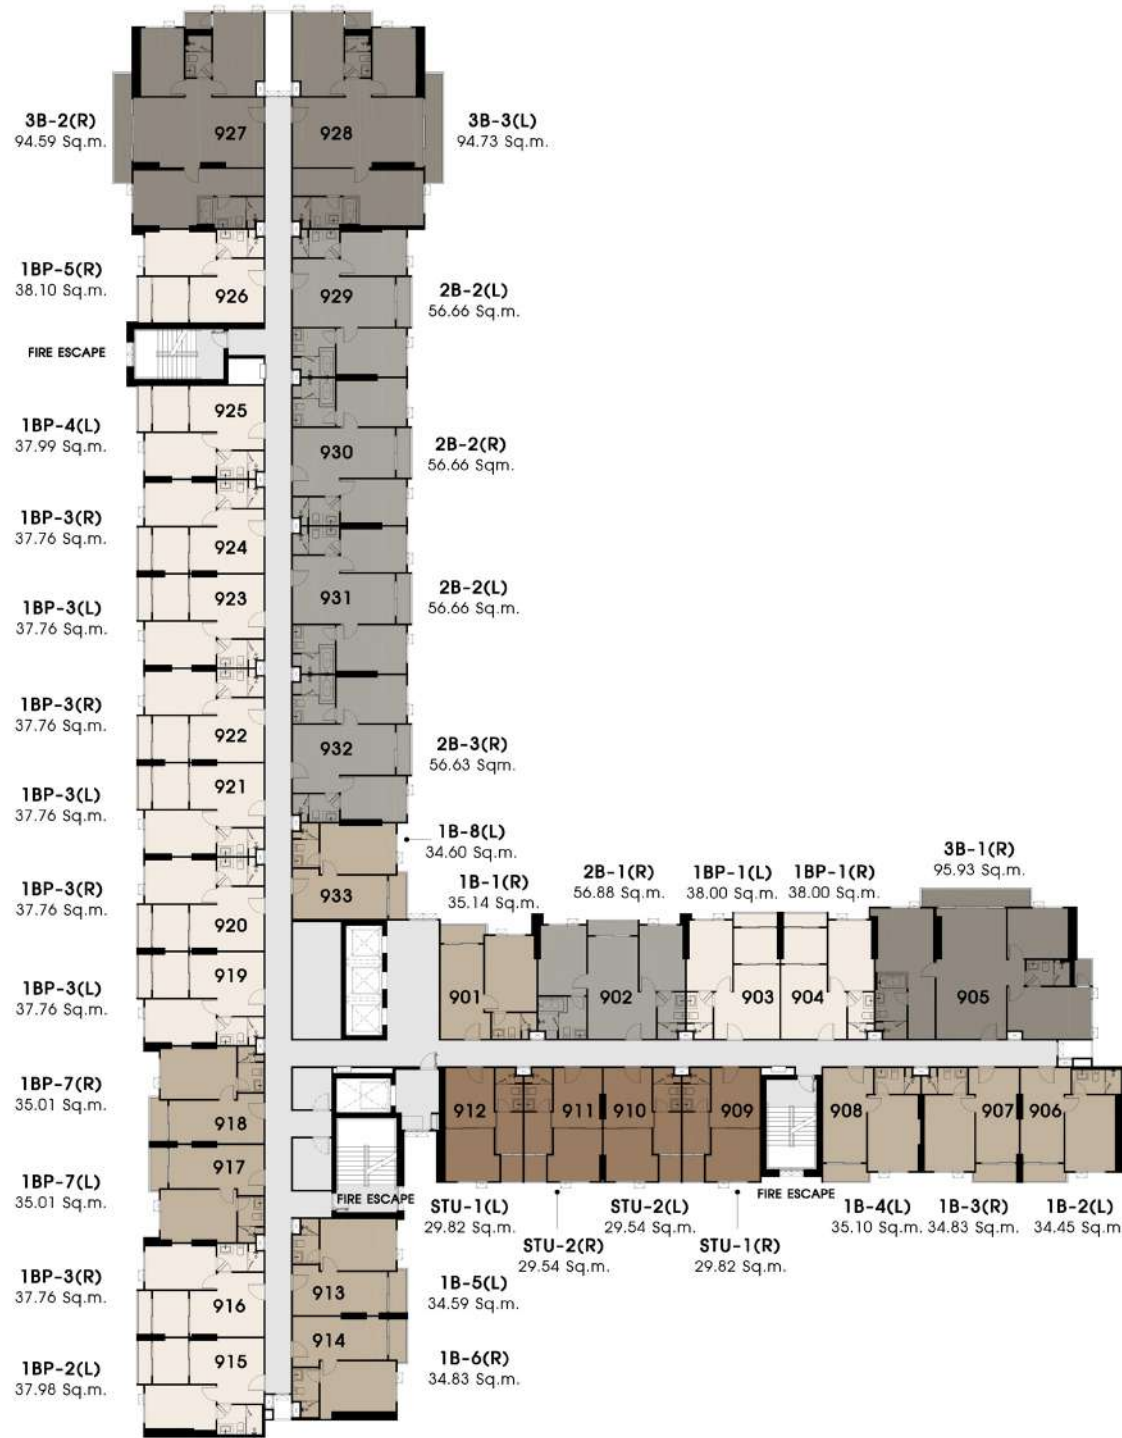 3B-2(R)
94.59 Sq.m.
927
928
3B-3(L)
94.73 Sq.m.
1BP-5(R)
38.10 Sq.m.
926
929
2B-2(L)
56.66 Sq.m.
FIRE ESCAPE
1BP-4(L)
37.99 Sq.m.
925
930
2B-2(R)
56.66 Sqm.
1BP-3(R)
37.76 Sq.m.
924
1BP-3(L)
37.76 Sq.m.
923
931
2B-2(L)
56.66 Sq.m.
1BP-3(R)
37.76 Sq.m.
922
932
2B-3(R)
56.63 Sqm.
1BP-3(L)
37.76 Sq.m.
921
1B-8(L)
34.60 Sq.m.
933
1BP-3(R)
37.76 Sq.m.
920
1B-1(R)
35.14 Sq.m.
2B-1(R)
56.88 Sq.m.
1BP-1(L)
38.00 Sq.m.
1BP-1(R)
38.00 Sq.m.
3B-1(R)
95.93 Sq.m.
1BP-3(L)
37.76 Sq.m.
919
901
902
903
904
905
1BP-7(R)
35.01 Sq.m.
918
912
911
910
909
908
907
906
1BP-7(L)
35.01 Sq.m.
917
FIRE ESCAPE
FIRE ESCAPE
STU-1(L)
29.82 Sq.m.
STU-2(R)
29.54 Sq.m.
STU-2(L)
29.54 Sq.m.
STU-1(R)
29.82 Sq.m.
1B-4(L)
35.10 Sq.m.
1B-3(R)
34.83 Sq.m.
1B-2(L)
34.45 Sq.m
1BP-3(R)
37.76 Sq.m.
916
913
1B-5(L)
34.59 Sq.m.
1BP-2(L)
37.98 Sq.m.
915
914
1B-6(R)
34.83 Sq.m.